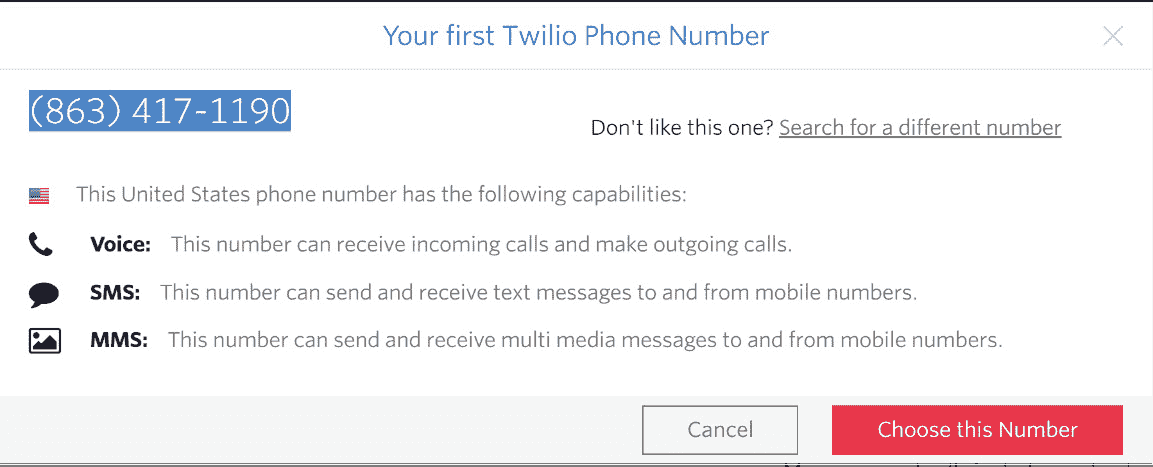 Your first Twilio Phone Number
(863) 417-1190
Don't like this one? Search for a different number
This United States phone number has the following capabilities:
Voice: This number can receive incoming calls and make outgoing calls.
SMS: This number can send and receive text messages to and from mobile numbers.
MMS: This number can send and receive multi media messages to and from mobile numbers.
Cancel
Choose this Number